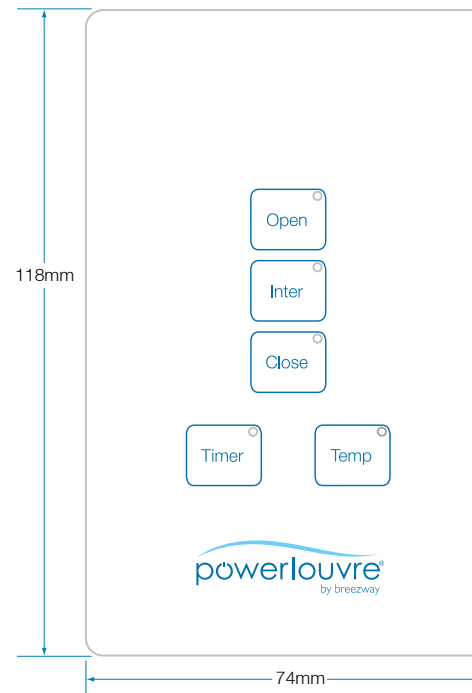 Open
118mm
Inter
Close
Timer
Temp
powerlouvre®
by breezway
74mm